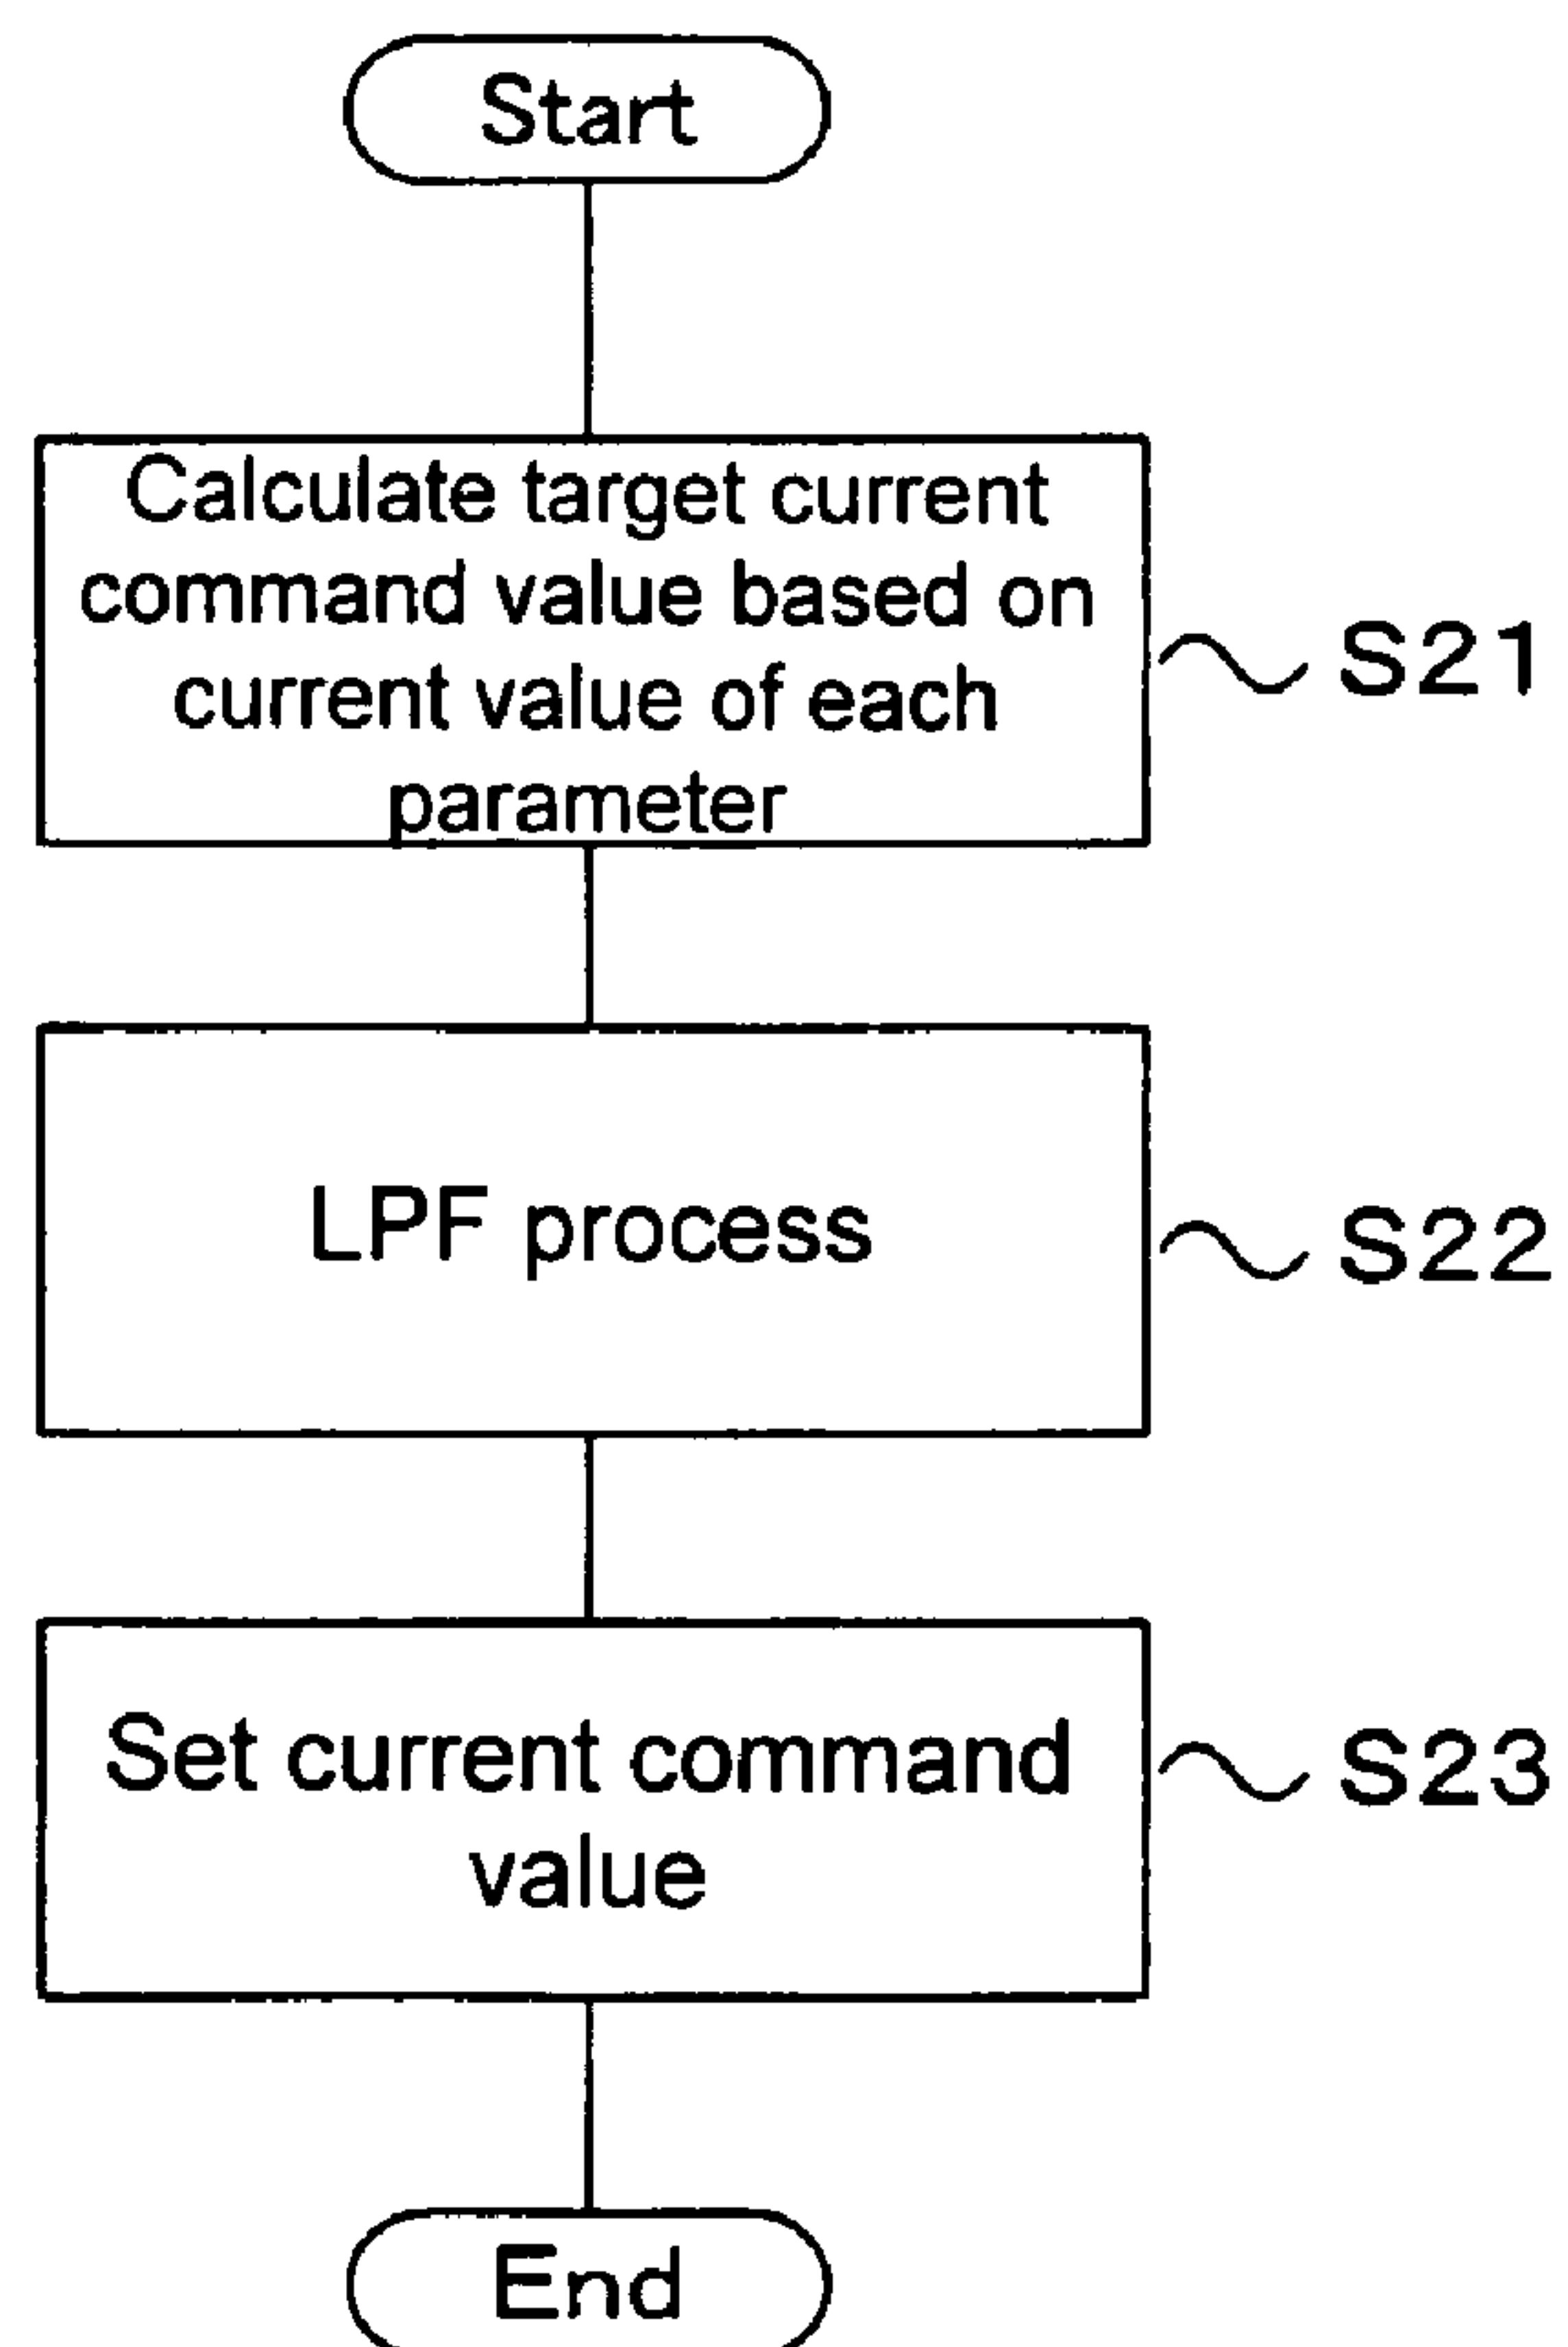 Start
Calculate target current
command value based on
current value of each
parameter
S21
LPF process
S22
Set current command
value
S23
End